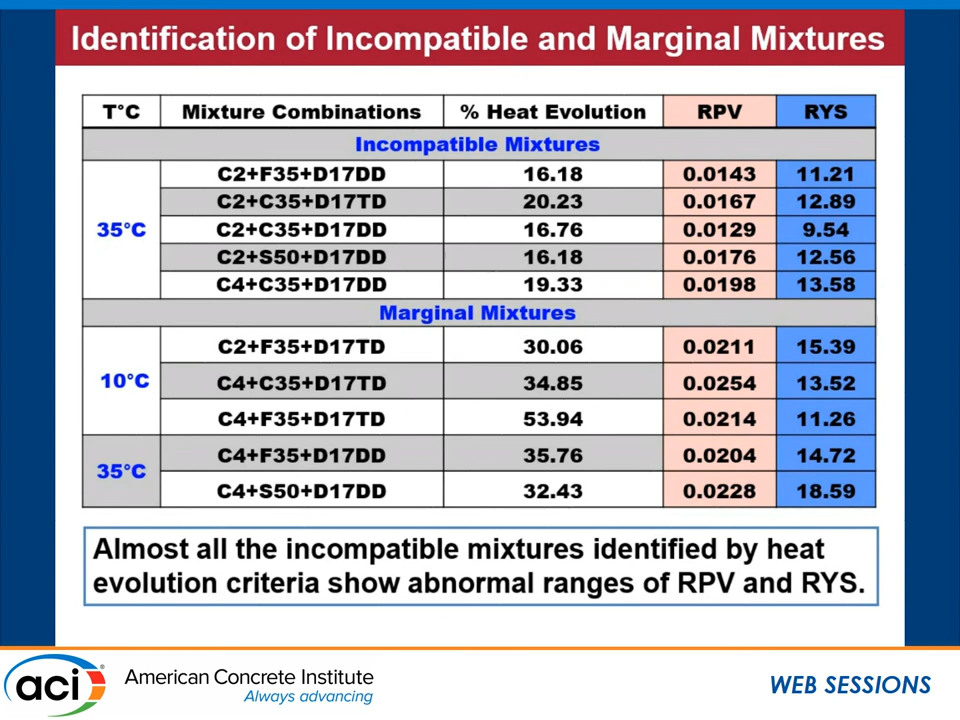 Identification of Incompatible and Marginal Mixtures
T°C Mixture Combinations % Heat Evolution RPV RYS
Incompatible Mixtures
35°C
C2+F35+D17DD 16.18 0.0143 11.21
C2+C35+D17TD 20.23 0.0167 12.89
C2+C35+D17DD 16.76 0.0129 9.54
C2+S50+D17DD 16.18 0.0176 12.56
C4+C35+D17DD 19.33 0.0198 13.58
Marginal Mixtures
10°C
C2+F35+D17TD 30.06 0.0211 15.39
C4+C35+D17TD 34.85 0.0254 13.52
C4+F35+D17TD 53.94 0.0214 11.26
35°C
C4+F35+D17DD 35.76 0.0204 14.72
C4+S50+D17DD 32.43 0.0228 18.59
Almost all the incompatible mixtures identified by heat
evolution criteria show abnormal ranges of RPV and RYS.
aci
American Concrete Institute
Always advancing
WEB SESSIONS